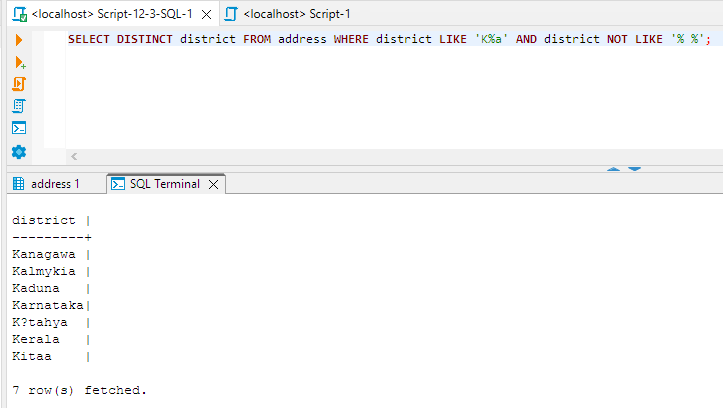 <localhost> Script-12-3-SQL-1
<localhost> Script-1
SELECT DISTINCT district FROM address WHERE district LIKE 'K%a' AND district NOT LIKE '% %';
address 1
SQL Terminal
district |
---------+
Kanagawa |
Kalmykia |
Kaduna   |
Karnataka|
K?tahya  |
Kerala   |
Kitaa    |
7 row(s) fetched.